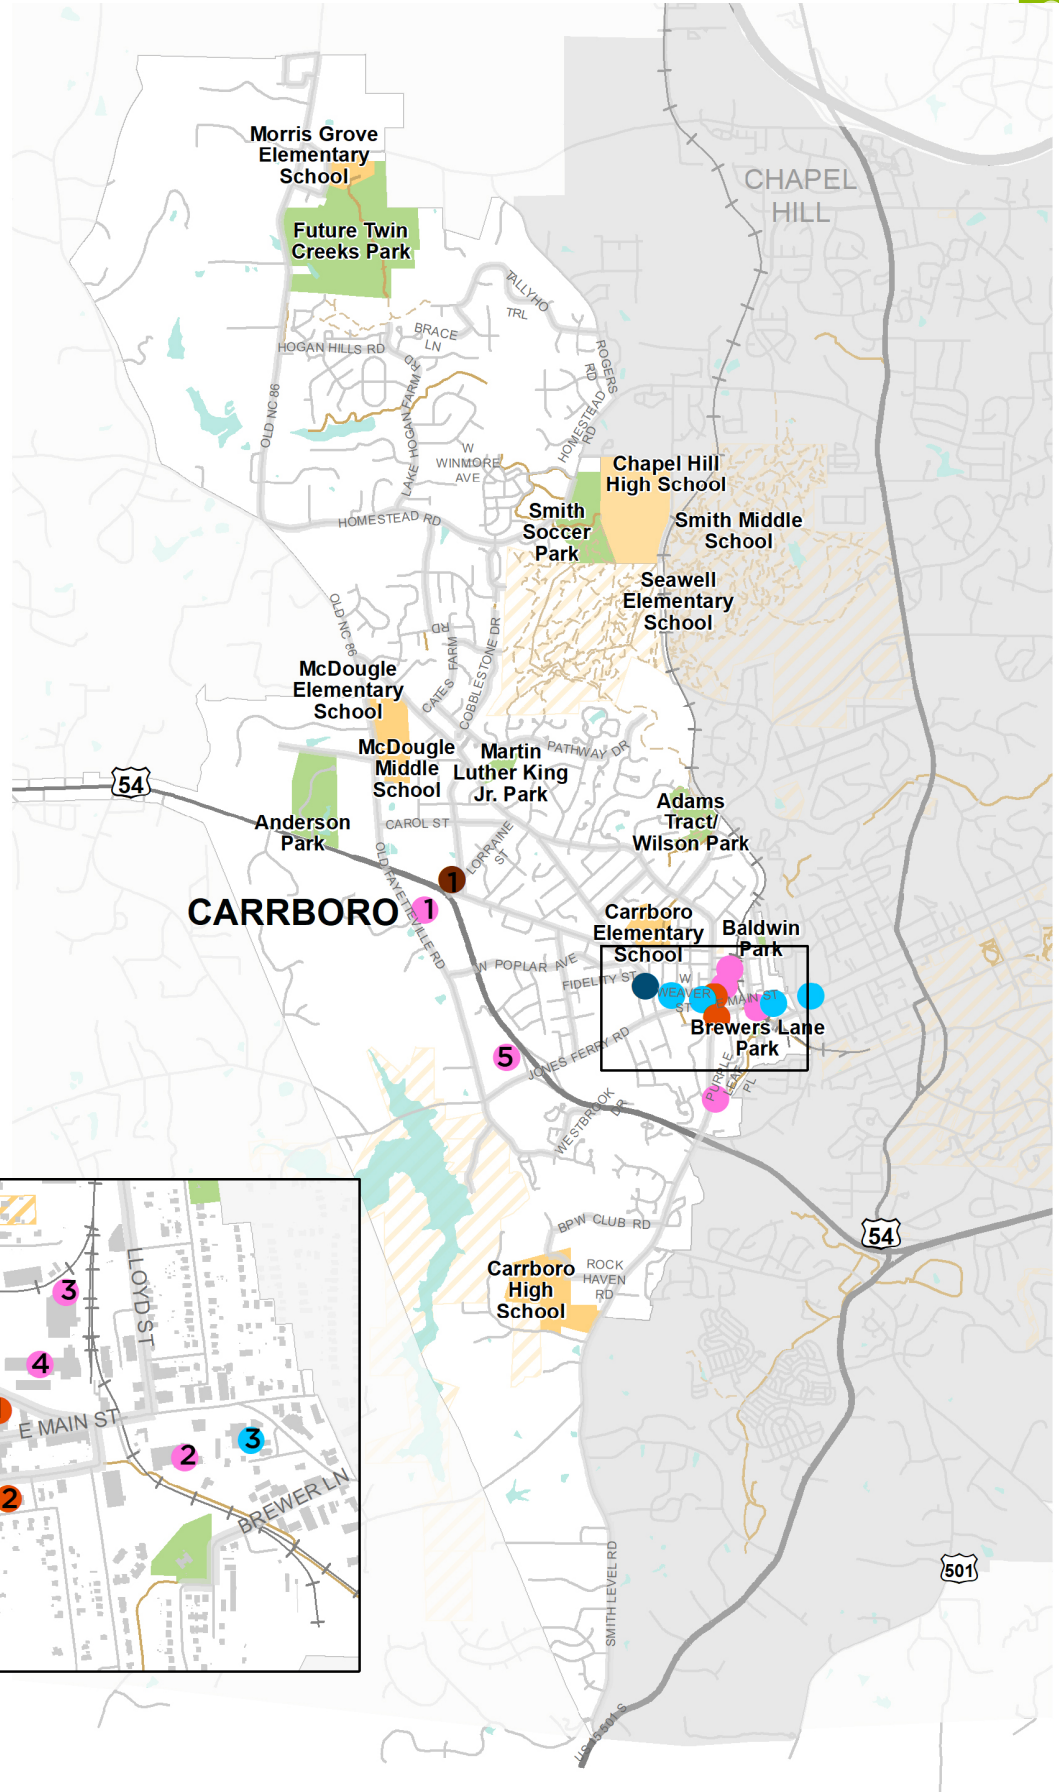 Morris Grove
Elementary
School
CHAPEL
HILL
Future Twin
Creeks Park
TALLYHO
TRL
BRACE
LN
HOGAN HILLS RD
ROGERS
RD
OLD NC 86
LAKE HOGAN FARM RD
HOMESTEAD
RD
W
WINMORE
AVE
Chapel Hill
High School
HOMESTEAD RD
Smith
Soccer
Park
Smith Middle
School
Seawell
Elementary
School
OLD NC 86
CATES FARM RD
COBBLESTONE DR
McDougle
Elementary
School
McDougle
Middle
School
Martin
Luther King
Jr. Park
PATHWAY DR
54
Anderson
Park
CAROL ST
LORRAINE
ST
Adams
Tract/
Wilson Park
OLD FAYETTEVILLE RD
1
CARRBORO
1
Carrboro
Elementary
School
Baldwin
Park
N POPLAR AVE
FIDELITY ST
W
WEAVER
ST
E MAIN ST
Brewers Lane
Park
5
JONES FERRY RD
PURPLE
LEAF
PL
WESTBROOK
DR
BPW CLUB RD
54
Carrboro
High
School
ROCK
HAVEN
RD
LLOYD ST
3
4
1
E MAIN ST
2
3
2
BREWER LN
SMITH LEVEL RD
501
US 15-501 S